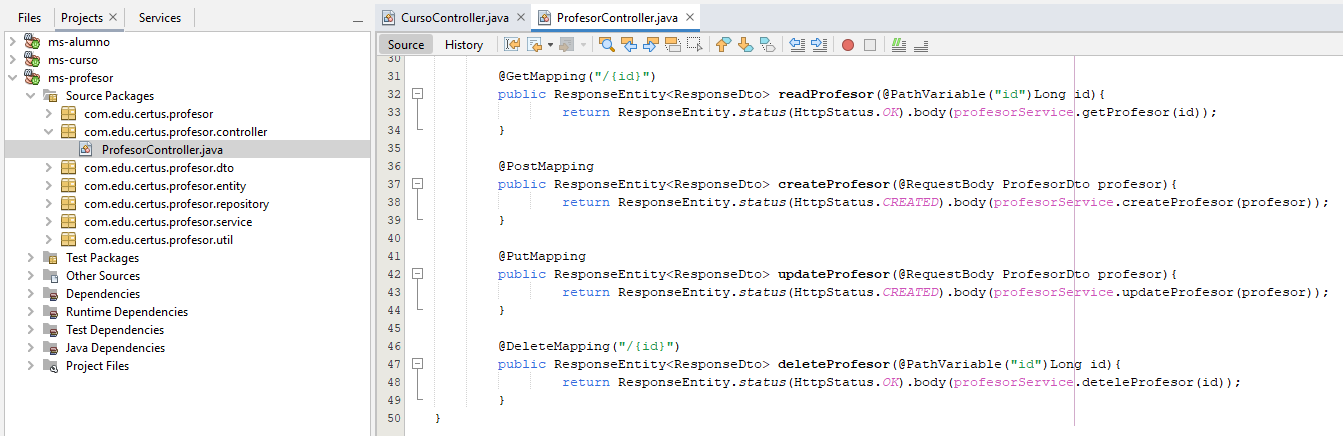 Files Projects Services
ms-alumno
ms-curso
ms-profesor
Source Packages
com.edu.certus.profesor
com.edu.certus.profesor.controller
ProfesorController.java
com.edu.certus.profesor.dto
com.edu.certus.profesor.entity
com.edu.certus.profesor.repository
com.edu.certus.profesor.service
com.edu.certus.profesor.util
Test Packages
Other Sources
Dependencies
Runtime Dependencies
Test Dependencies
Java Dependencies
Project Files
CursoController.java ProfesorController.java
Source History
30
31 @GetMapping("/{id}")
32 public ResponseEntity<ResponseDto> readProfesor(@PathVariable("id")Long id){
33 return ResponseEntity.status(HttpStatus.OK).body(profesorService.getProfesor(id));
34 }
35
36 @PostMapping
37 public ResponseEntity<ResponseDto> createProfesor(@RequestBody ProfesorDto profesor){
38 return ResponseEntity.status(HttpStatus.CREATED).body(profesorService.createProfesor(profesor));
39 }
40
41 @PutMapping
42 public ResponseEntity<ResponseDto> updateProfesor(@RequestBody ProfesorDto profesor){
43 return ResponseEntity.status(HttpStatus.CREATED).body(profesorService.updateProfesor(profesor));
44 }
45
46 @DeleteMapping("/{id}")
47 public ResponseEntity<ResponseDto> deleteProfesor(@PathVariable("id")Long id){
48 return ResponseEntity.status(HttpStatus.OK).body(profesorService.deteleProfesor(id));
49 }
50 }